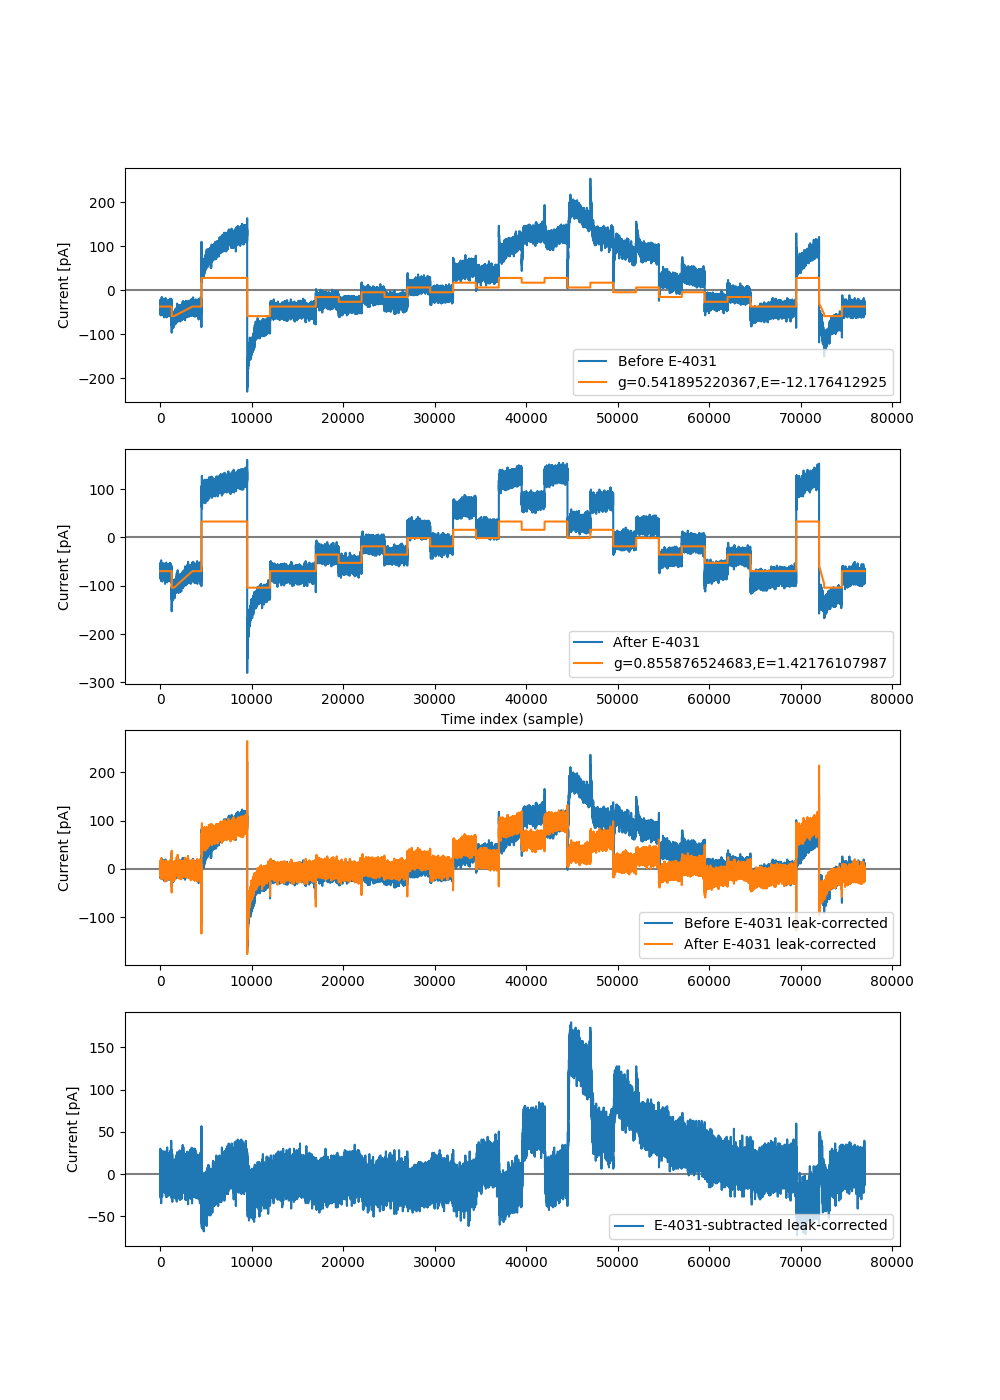 200
100
0
−100
−200
Current [pA]
Before E-4031
g=0.541895220367,E=-12.176412925
0 10000 20000 30000 40000 50000 60000 70000 80000
100
0
−100
−200
−300
Current [pA]
After E-4031
g=0.855876524683,E=1.42176107987
0 10000 20000 30000 40000 50000 60000 70000 80000
Time index (sample)
200
100
0
−100
Current [pA]
Before E-4031 leak-corrected
After E-4031 leak-corrected
0 10000 20000 30000 40000 50000 60000 70000 80000
150
100
50
0
−50
Current [pA]
E-4031-subtracted leak-corrected
0 10000 20000 30000 40000 50000 60000 70000 80000